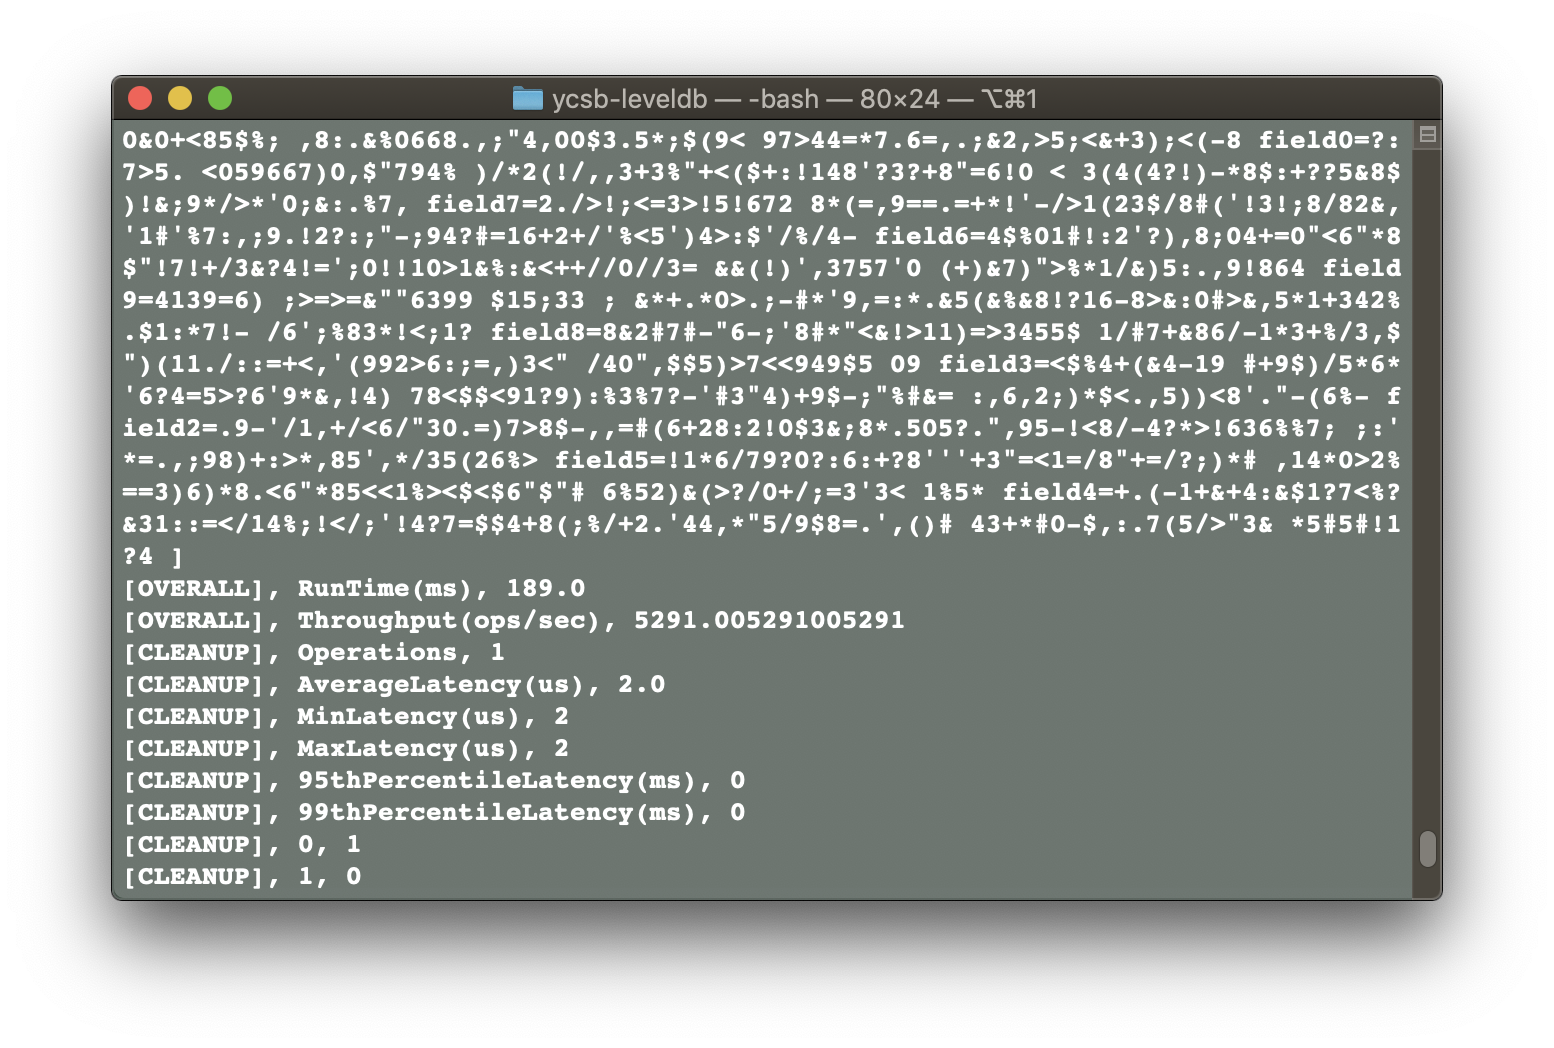 ycsb-leveldb — -bash — 80×24 — ⌥⌘1
0&0+<85$%; ,8:.&%0668.,;"4,00$3.5*;$(9< 97>44=*7.6=,.;&2,>5;<&+3);<(-8 field0=?:
7>5. <059667)0,$"794% )/*2(!/,,3+3%"+<($+:!148'?3?+8"=6!0 < 3(4(4?!)-*8$:+??5&8$
)!&;9*/>*'0;&:.%7, field7=2./>!;<=3>!5!672 8*(=,9==.=+*!'-/>1(23$/8#('!3!;8/82&,
'1#'%7:,;9.!2?:;"-;94?#=16+2+/'%<5')4>:$'/%/4- field6=4$%01#!:2'?),8;04+=0"<6"*8
$"!7!+/3&?4!=';0!!10>1&%:&<++//0//3= &&(!)',3757'0 (+)&7)">%*1/&)5:.,9!864 field
9=4139=6) ;>=>=&""6399 $15;33 ; &*+.*0>.;-#*'9,=:*.&5(&%&8!?16-8>&:0#>&,5*1+342%
.$1:*7!- /6';%83*!<;1? field8=8&2#7#-"6-;'8#*"<&!>11)=>3455$ 1/#7+&86/-1*3+%/3,$
")(11./::=+<,'(992>6:;=,)3<" /40",$$5)>7<<949$5 09 field3=<$%4+(&4-19 #+9$)/5*6*
'6?4=5>?6'9*&,!4) 78<$$<91?9):%3%7?-'#3"4)+9$-;"%#&= :,6,2;)*$<.,5))<8'."-(6%- f
ield2=.9-'/1,+/<6/"30.=)7>8$-,,=#(6+28:2!0$3&;8*.505?.",95-!<8/-4?*>!636%%7; ;:'
*=.,;98)+:>*,85',*/35(26%> field5=!1*6/79?0?:6:+?8'''+3"=<1=/8"+=/?;)*# ,14*0>2%
==3)6)*8.<6"*85<<1%><$<$6"$"# 6%52)&(>?/0+/;=3'3< 1%5* field4=+.(-1+&+4:&$1?7<%?
&31::=</14%;!</;'!4?7=$$4+8(;%/+2.'44,*"5/9$8=.',()# 43+*#0-$,:.7(5/>"3& *5#5#!1
?4 ]
[OVERALL], RunTime(ms), 189.0
[OVERALL], Throughput(ops/sec), 5291.005291005291
[CLEANUP], Operations, 1
[CLEANUP], AverageLatency(us), 2.0
[CLEANUP], MinLatency(us), 2
[CLEANUP], MaxLatency(us), 2
[CLEANUP], 95thPercentileLatency(ms), 0
[CLEANUP], 99thPercentileLatency(ms), 0
[CLEANUP], 0, 1
[CLEANUP], 1, 0